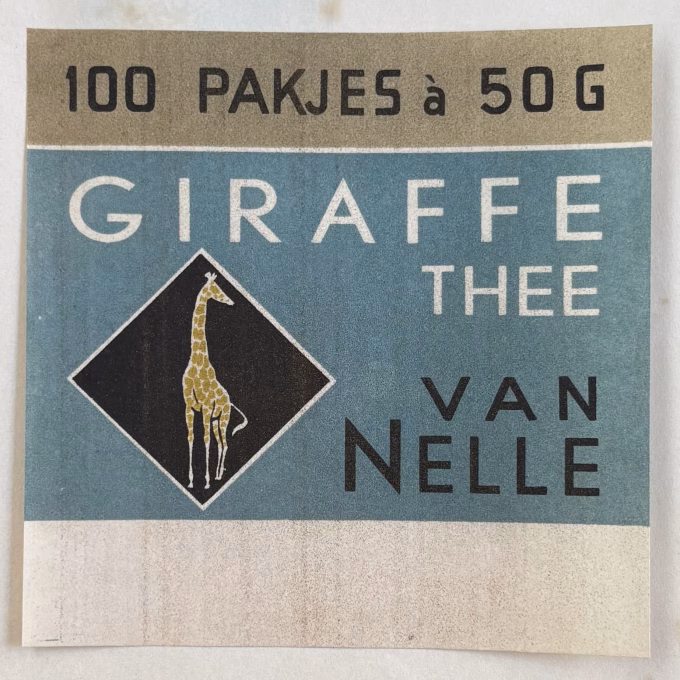 100 PAKJES à 50 G
GIRAFFE
THEE
VAN
NELLE